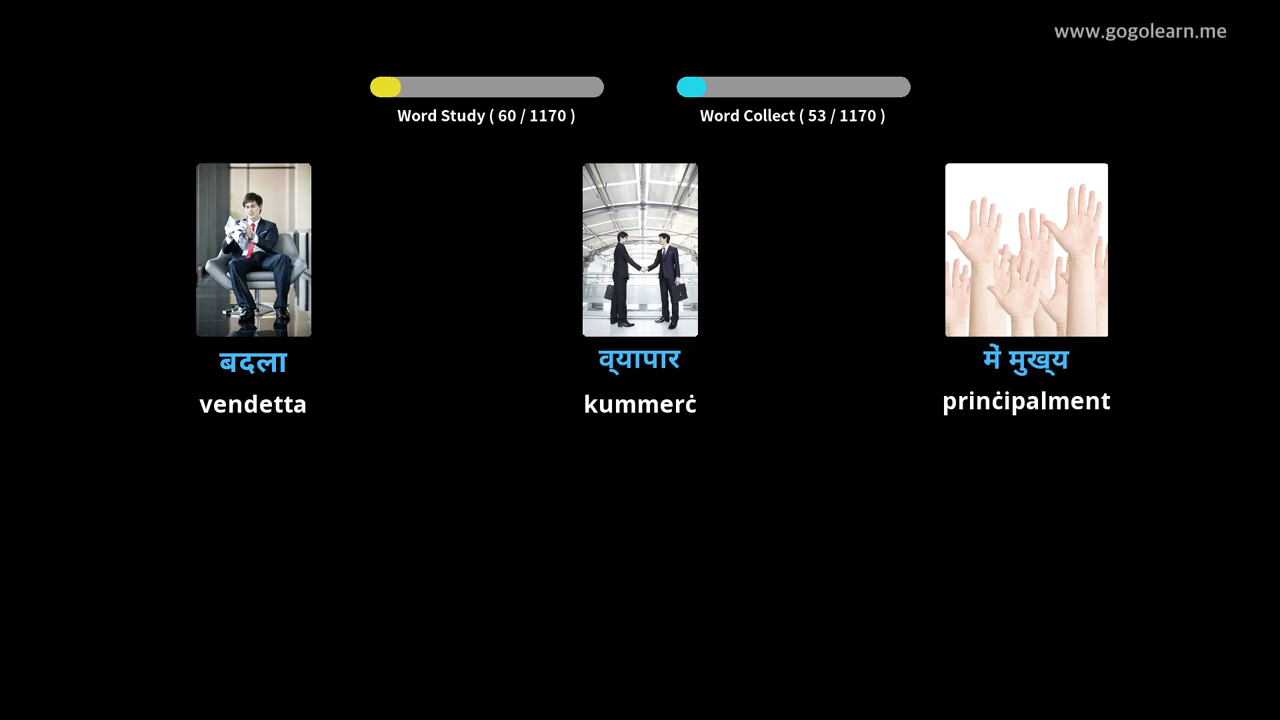 www.gogolearn.me
Word Study ( 60 / 1170 )
Word Collect ( 53 / 1170 )
बदला
व्यापार
में मुख्य
vendetta
kummerċ
prinċipalment